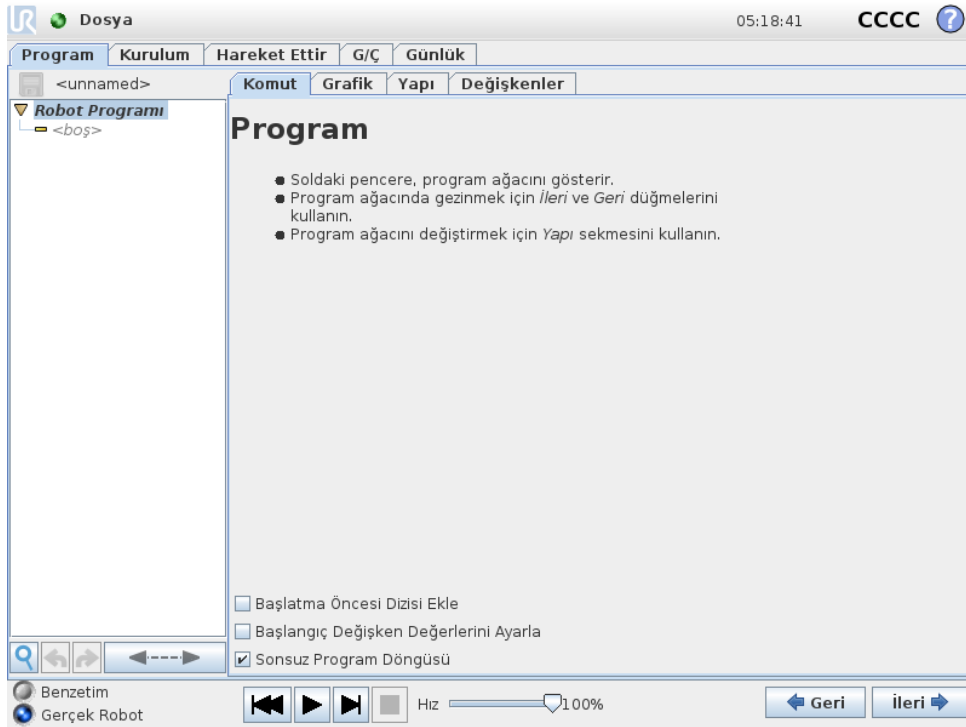 UR Dosya 05:18:41 CCCC ?
Program Kurulum Hareket Ettir G/Ç Günlük
<unnamed> Komut Grafik Yapı Değişkenler
Robot Programı
<boş>
Program
Soldaki pencere, program ağacını gösterir.
Program ağacında gezinmek için İleri ve Geri düğmelerini
kullanın.
Program ağacını değiştirmek için Yapı sekmesini kullanın.
Başlatma Öncesi Dizisi Ekle
Başlangıç Değişken Değerlerini Ayarla
Sonsuz Program Döngüsü
Benzetim
Gerçek Robot
Hız 100%
Geri İleri